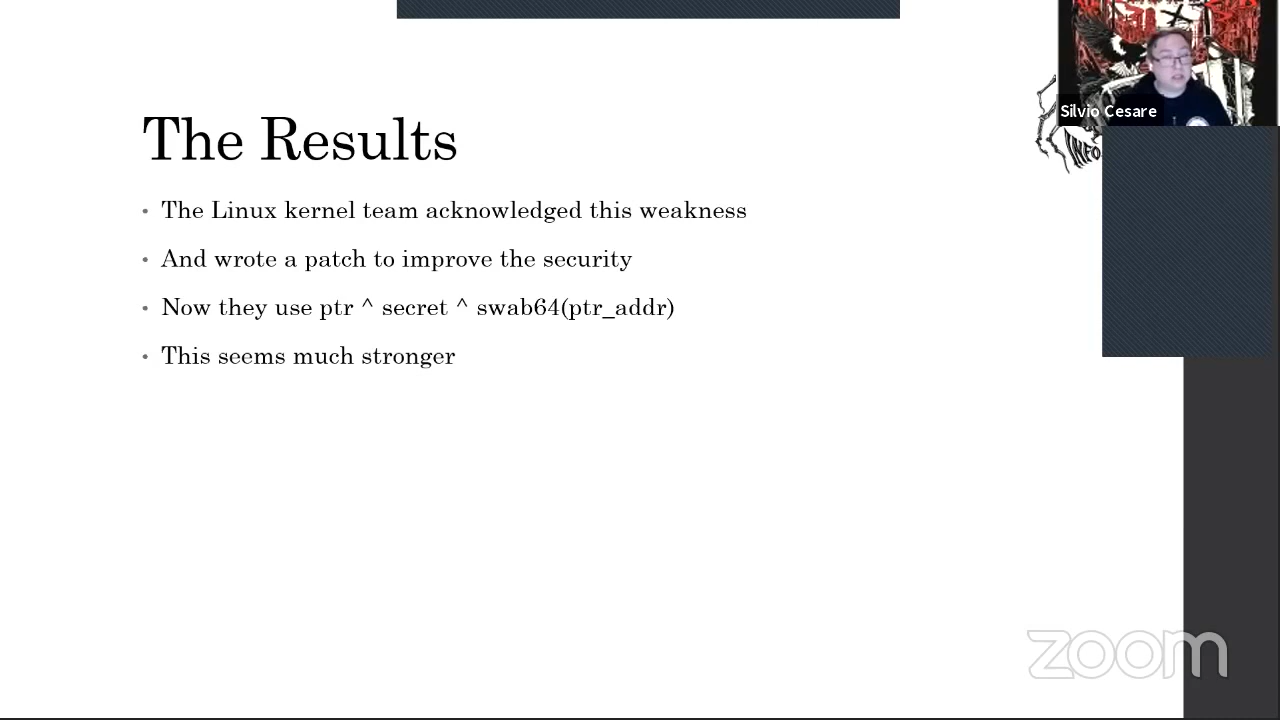 The Results
• The Linux kernel team acknowledged this weakness
• And wrote a patch to improve the security
• Now they use ptr ^ secret ^ swab64(ptr_addr)
• This seems much stronger
Silvio Cesare
INFO
zoom